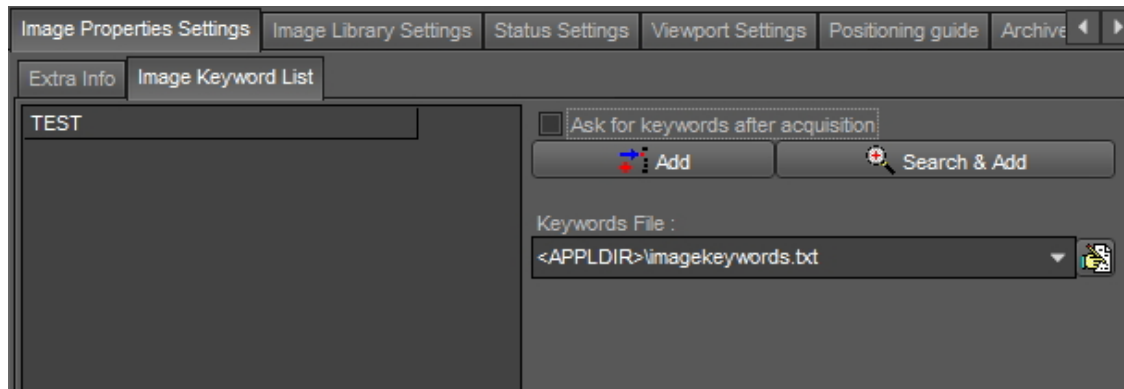 Image Properties Settings Image Library Settings Status Settings Viewport Settings Positioning guide Archive
Extra Info Image Keyword List
TEST
Ask for keywords after acquisition
Add Search & Add
Keywords File :
<APPLDIR>\imagekeywords.txt